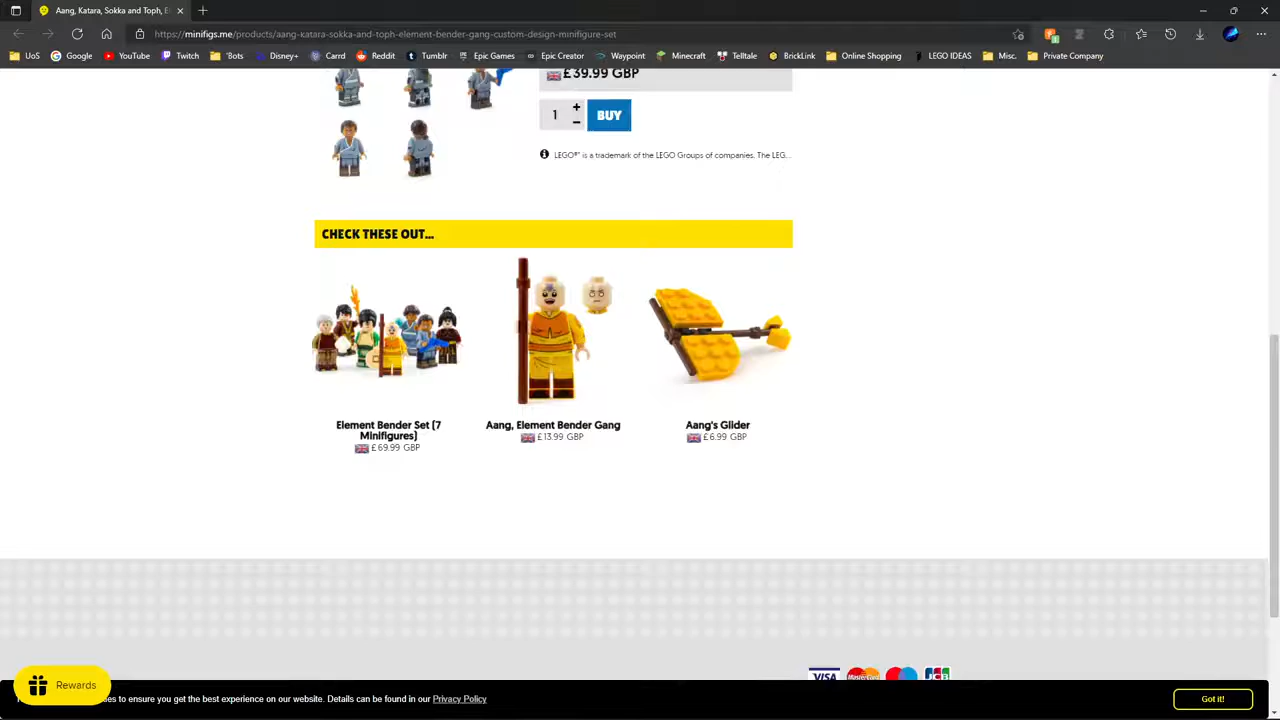 Aang, Katara, Sokka and Toph, E
https://minifigs.me/products/aang-katara-sokka-and-toph-element-bender-gang-custom-design-minifigure-set
UoS
Google
YouTube
Twitch
'Bots
Disney+
Carrd
Reddit
Tumblr
Epic Games
Epic Creator
Waypoint
Minecraft
Telltale
BrickLink
Online Shopping
LEGO IDEAS
Misc.
Private Company
£39.99 GBP
1 + −
BUY
LEGO®" is a trademark of the LEGO Groups of companies. The LEG...
CHECK THESE OUT...
Element Bender Set (7
Minifigures)
£69.99 GBP
Aang, Element Bender Gang
£13.99 GBP
Aang's Glider
£6.99 GBP
VISA
MasterCard
JCB
Rewards
es to ensure you get the best experience on our website. Details can be found in our Privacy Policy
Got it!